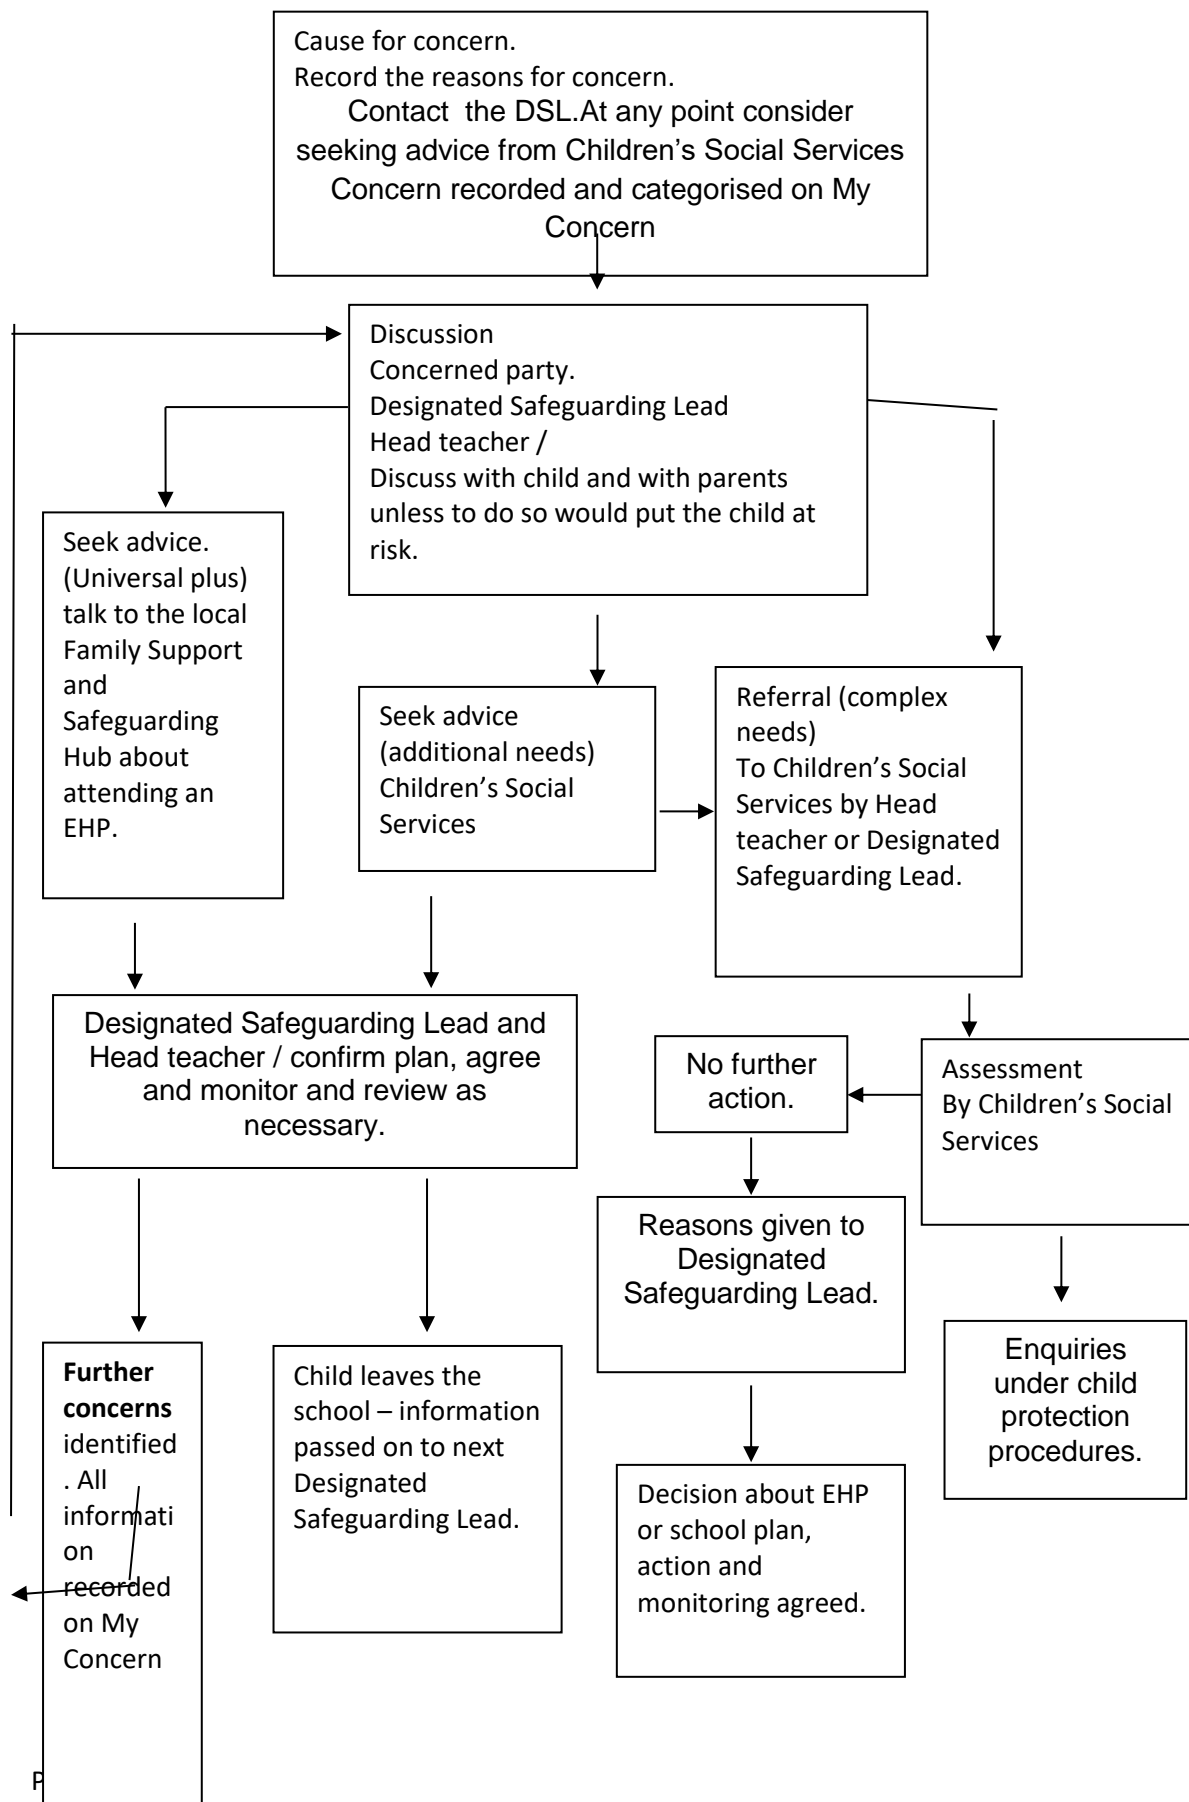 Cause for concern.
Record the reasons for concern.
Contact  the DSL.At any point consider
seeking advice from Children’s Social Services
Concern recorded and categorised on My
Concern
Discussion
Concerned party.
Designated Safeguarding Lead
Head teacher /
Discuss with child and with parents
unless to do so would put the child at
risk.
Seek advice.
(Universal plus)
talk to the local
Family Support
and
Safeguarding
Hub about
attending an
EHP.
Seek advice
(additional needs)
Children’s Social
Services
Referral (complex
needs)
To Children’s Social
Services by Head
teacher or Designated
Safeguarding Lead.
Designated Safeguarding Lead and
Head teacher / confirm plan, agree
and monitor and review as
necessary.
No further
action.
Assessment
By Children’s Social
Services
Reasons given to
Designated
Safeguarding Lead.
Enquiries
under child
protection
procedures.
Further
concerns
identified
. All
informati
on
recorded
on My
Concern
Child leaves the
school – information
passed on to next
Designated
Safeguarding Lead.
Decision about EHP
or school plan,
action and
monitoring agreed.
P